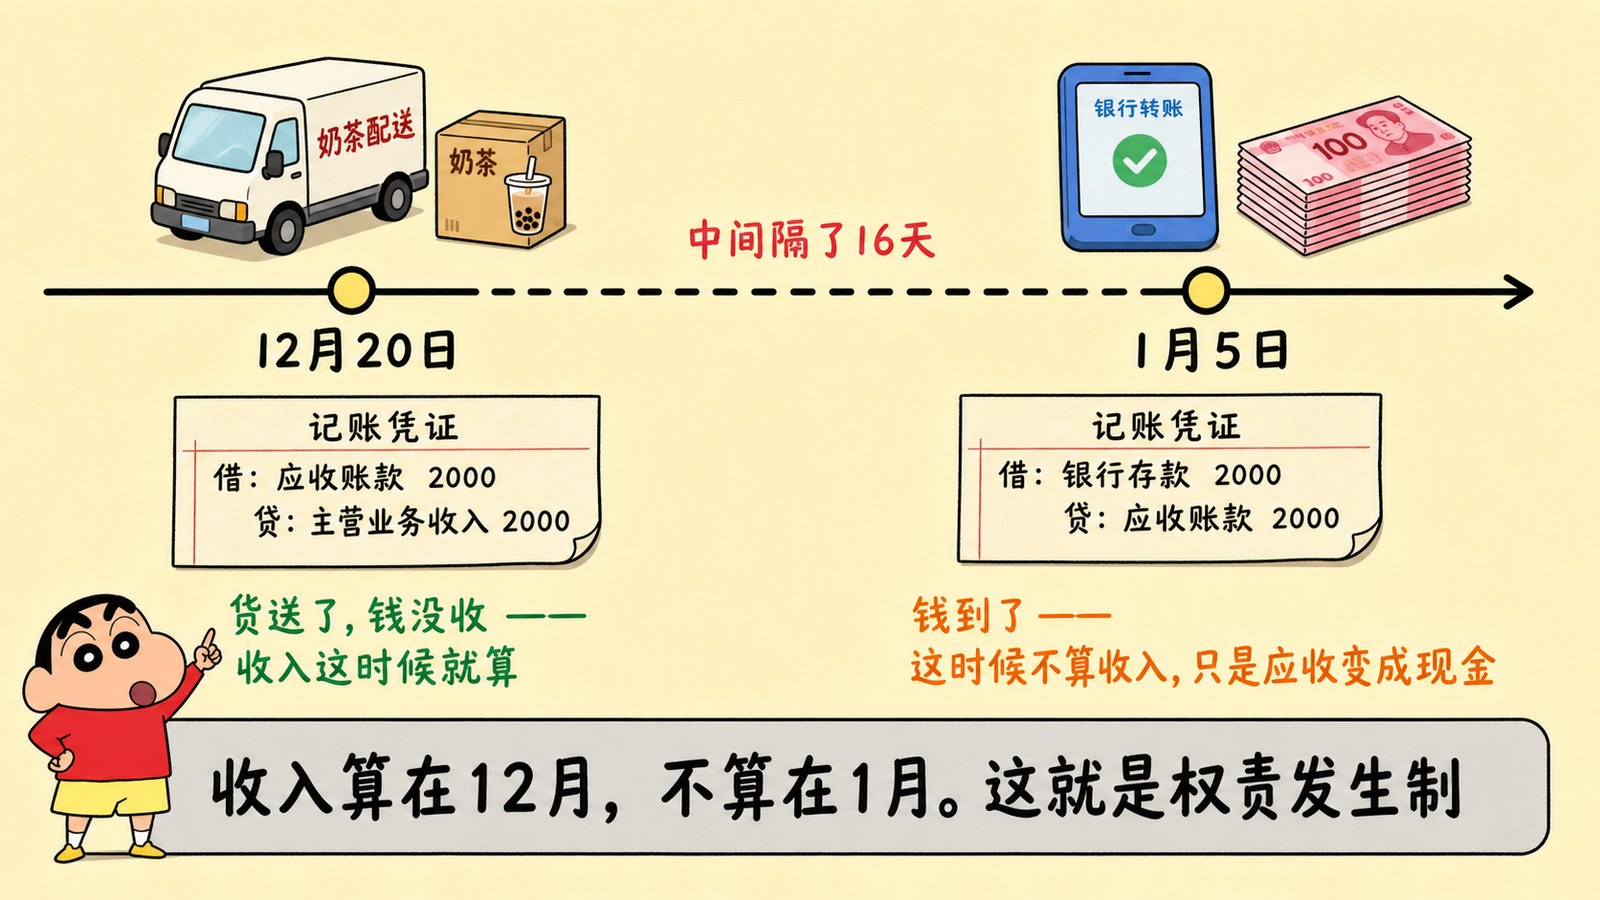 奶茶配送
奶茶
银行转账
100
100
中间隔了16天
12月20日
1月5日
记账凭证
借：应收账款 2000
贷：主营业务收入 2000
记账凭证
借：银行存款 2000
贷：应收账款 2000
货送了，钱没收 ——
收入这时候就算
钱到了 ——
这时候不算收入，只是应收变成现金
收入算在12月，不算在1月。这就是权责发生制